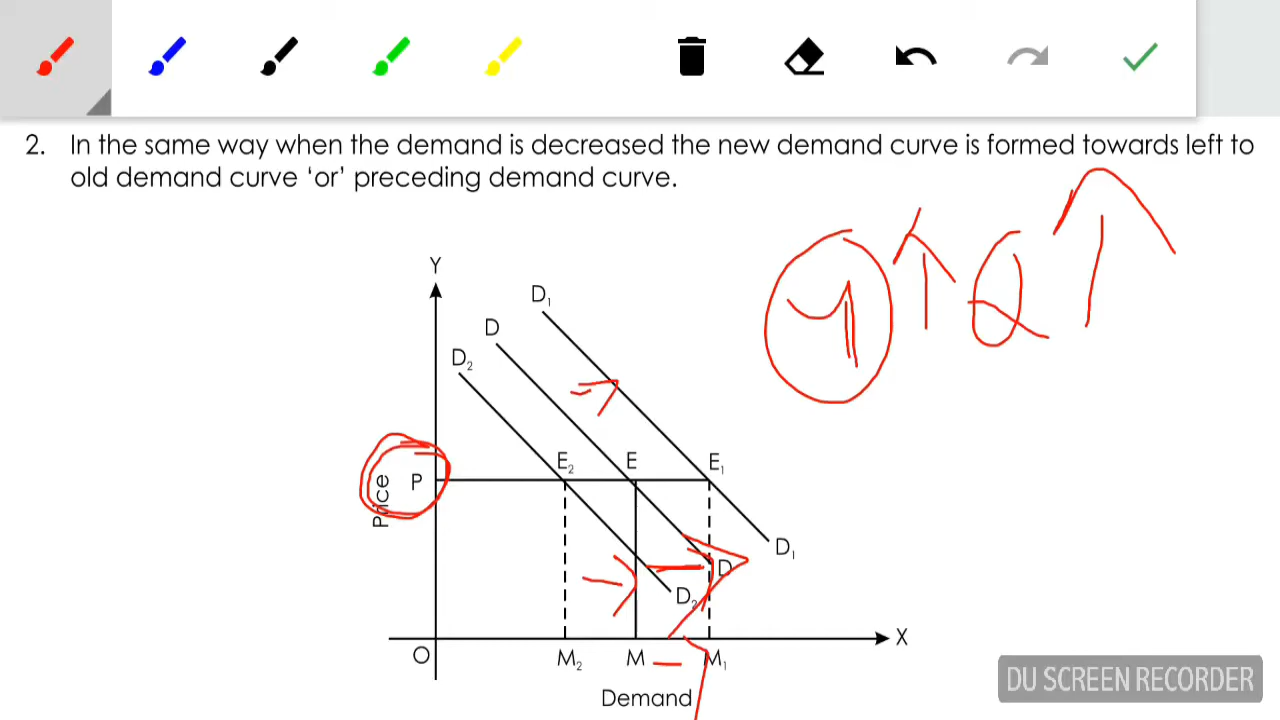 2. In the same way when the demand is decreased the new demand curve is formed towards left to
old demand curve ‘or’ preceding demand curve.
Y
D₁
D
D₂
E₂ E E₁
Price P
D₁
D
D₂
X
O M₂ M M₁
Demand
DU SCREEN RECORDER